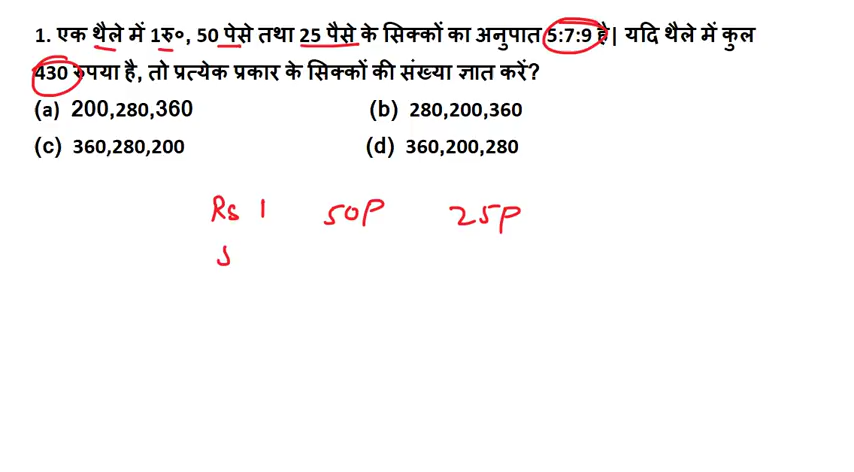 1. एक थैले में 1रु०, 50 पेसे तथा 25 पैसे के सिक्कों का अनुपात 5:7:9 है| यदि थैले में कुल
430 रुपया है, तो प्रत्येक प्रकार के सिक्कों की संख्या ज्ञात करें?
(a) 200,280,360 (b) 280,200,360
(c) 360,280,200 (d) 360,200,280
Rs 1 50P 25P